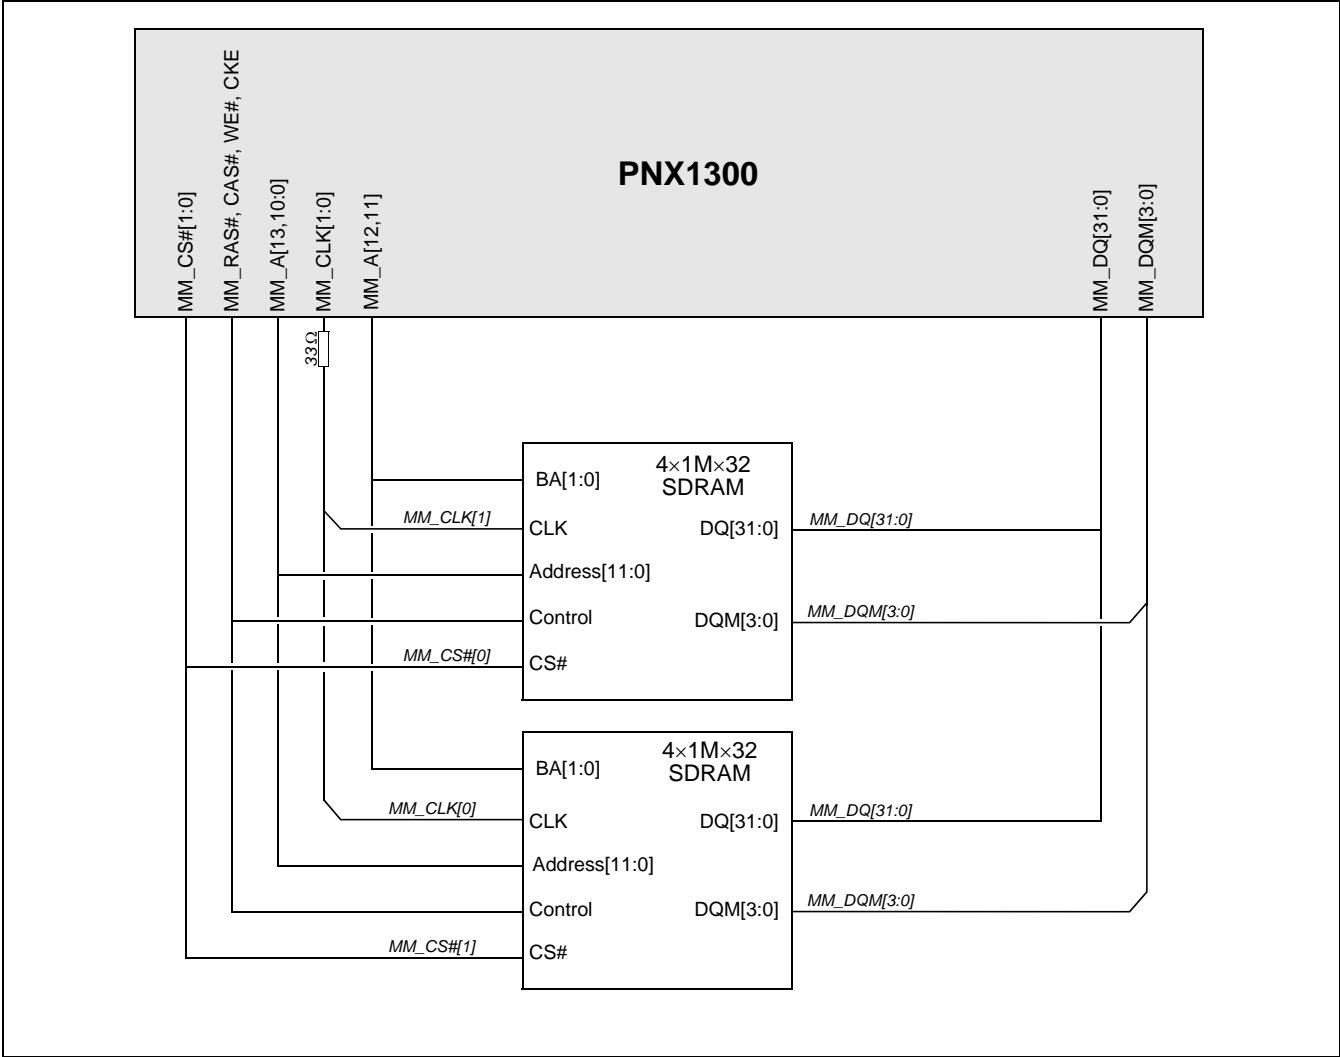 PNX1300
MM_CS#[1:0]
MM_RAS#, CAS#, WE#, CKE
MM_A[13,10:0]
MM_CLK[1:0]
MM_A[12,11]
MM_DQ[31:0]
MM_DQM[3:0]
33Ω
4×1M×32
SDRAM
BA[1:0]
MM_CLK[1]
CLK
DQ[31:0]
MM_DQ[31:0]
Address[11:0]
Control
DQM[3:0]
MM_DQM[3:0]
MM_CS#[0]
CS#
4×1M×32
SDRAM
BA[1:0]
MM_CLK[0]
CLK
DQ[31:0]
MM_DQ[31:0]
Address[11:0]
Control
DQM[3:0]
MM_DQM[3:0]
MM_CS#[1]
CS#